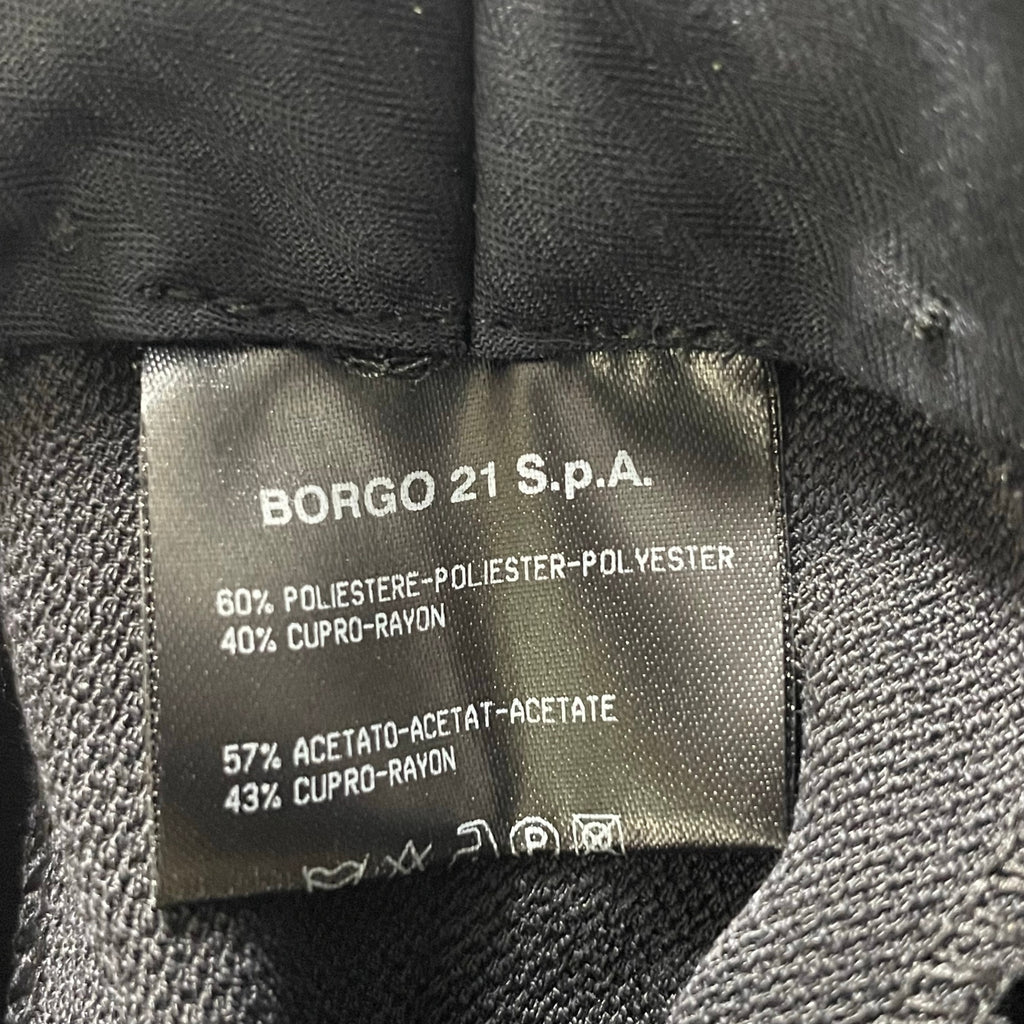 BORGO 21 S.p.A.
60% POLIESTERE-POLIESTER-POLYESTER
40% CUPRO-RAYON
57% ACETATO-ACETAT-ACETATE
43% CUPRO-RAYON
P